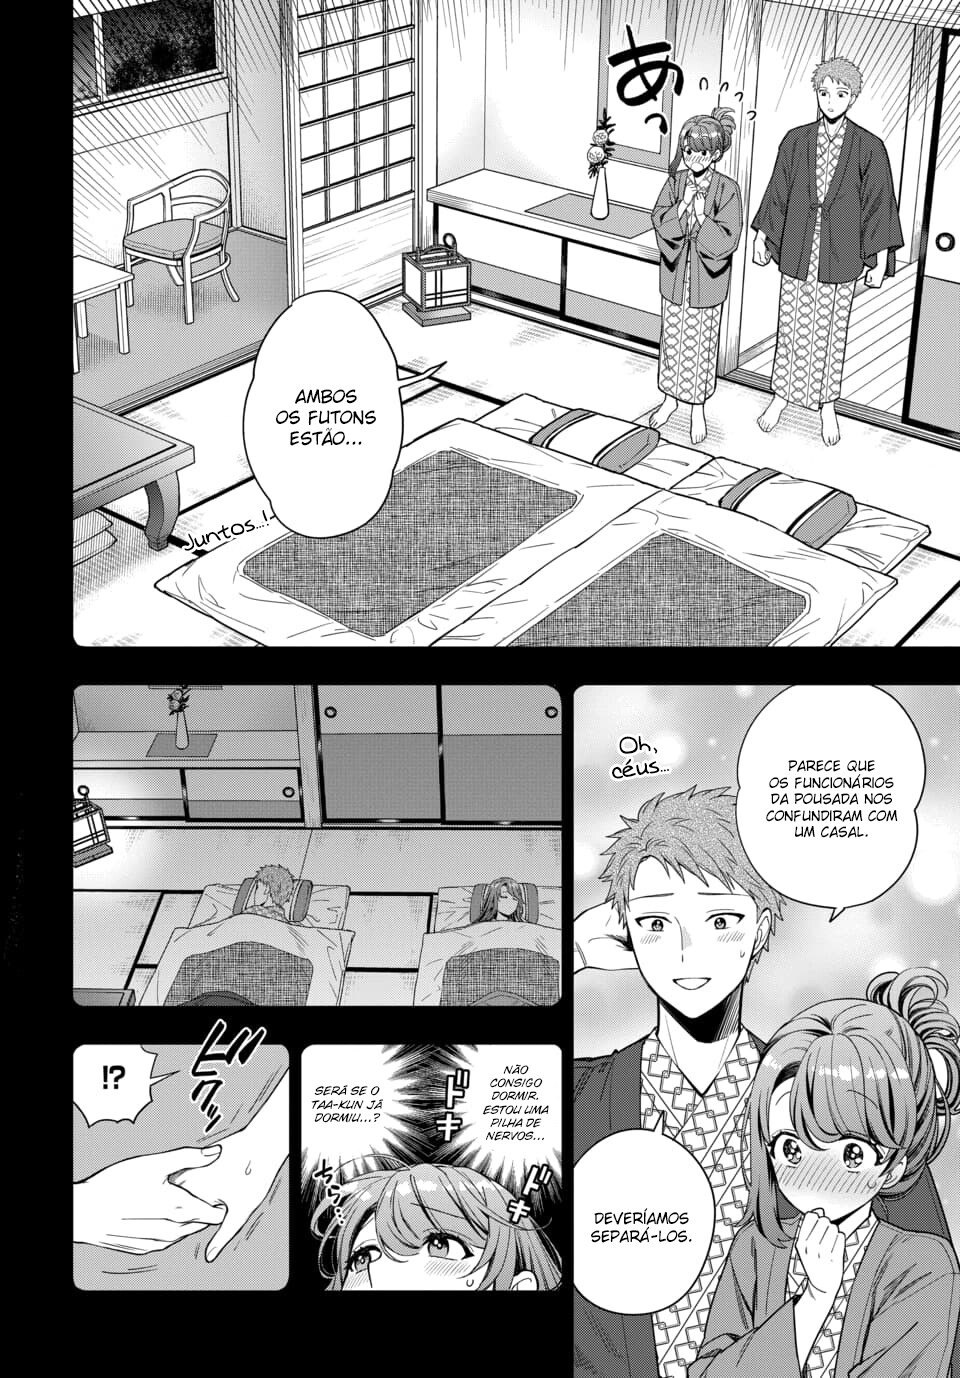 あっ
AMBOS
OS FUTONS
ESTÃO...
Juntos...!
Oh,
céus...
PARECE QUE
OS FUNCIONÁRIOS
DA POUSADA NOS
CONFUNDIRAM COM
UM CASAL.
DEVERÍAMOS
SEPARÁ-LOS.
NÃO
CONSIGO
DORMIR.
ESTOU UMA
PILHA DE
NERVOS...
ドキ
ドキ
SERÁ SE O
TAA-KUN JÁ
DORMIU...?
ちら...
ビクッ
!?